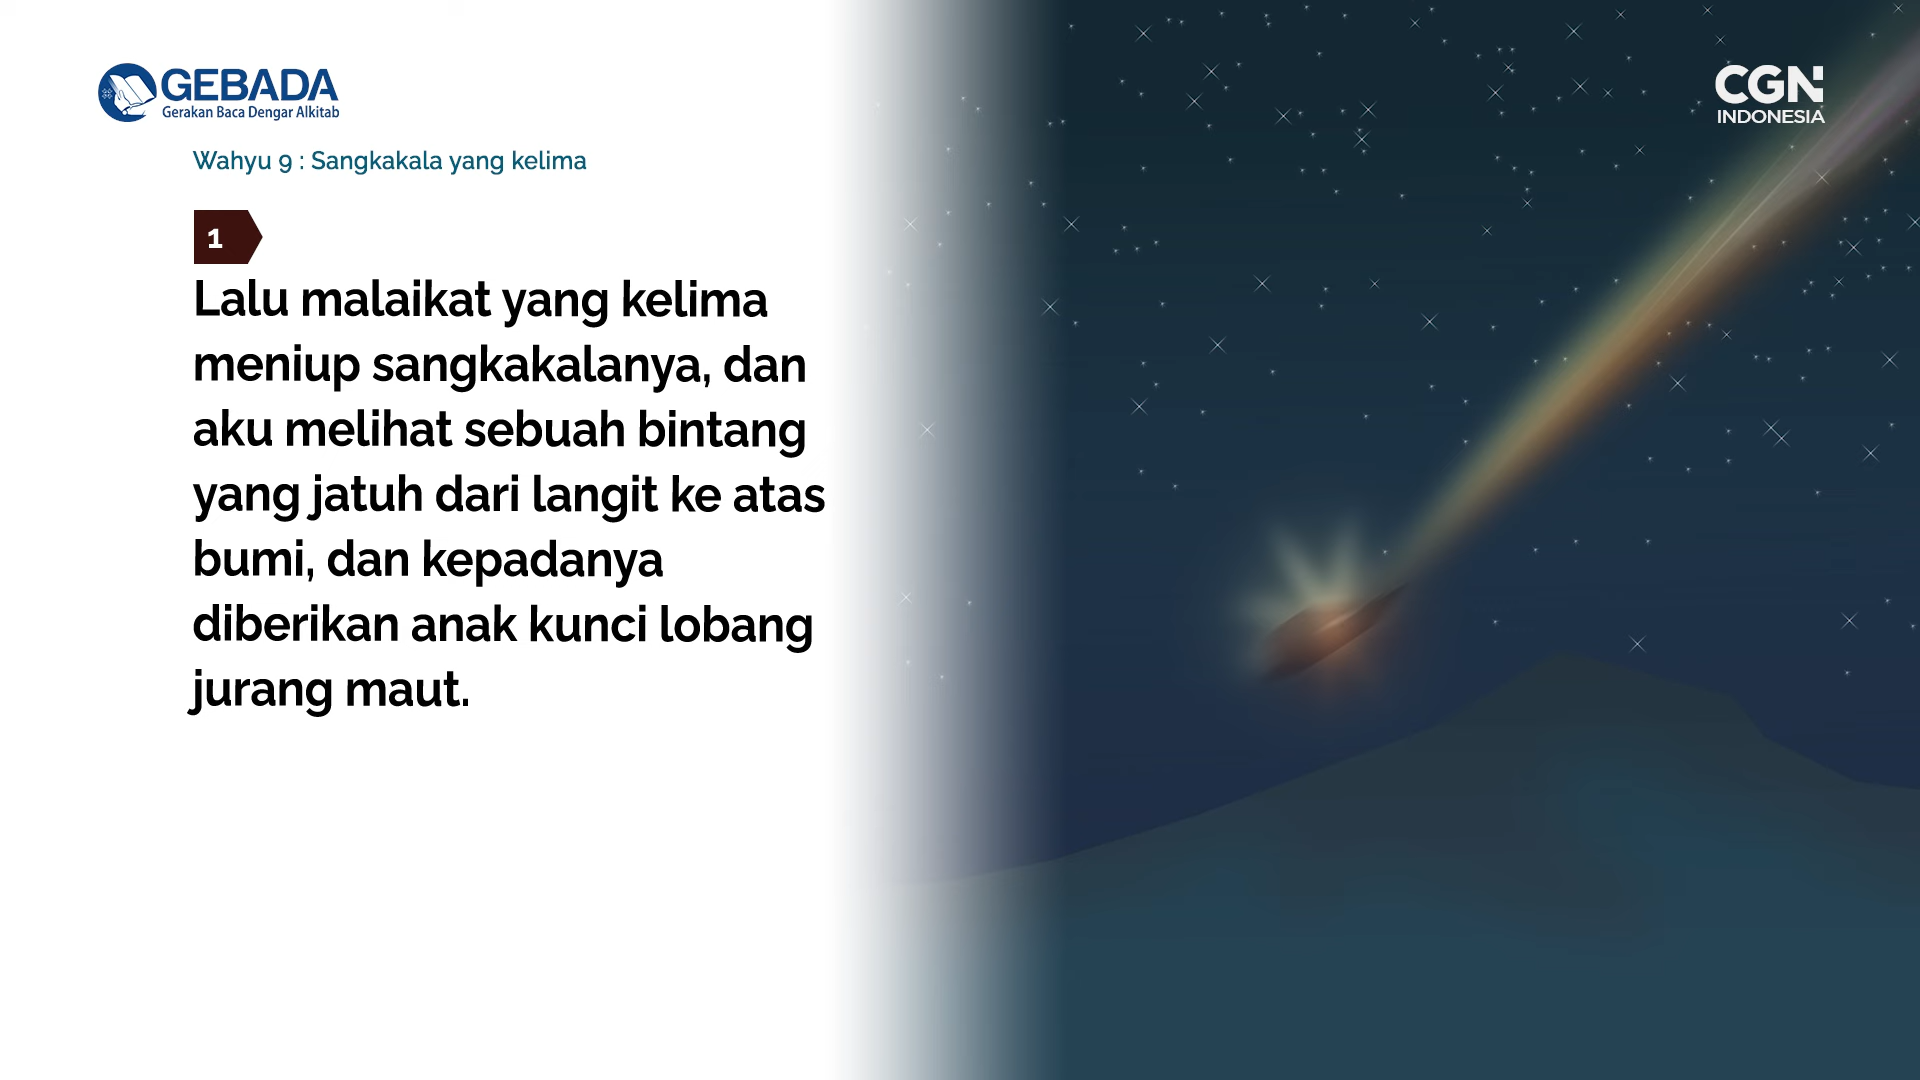 GEBADA
Gerakan Baca Dengar Alkitab
CGN
INDONESIA
Wahyu 9 : Sangkakala yang kelima
1
Lalu malaikat yang kelima
meniup sangkakalanya, dan
aku melihat sebuah bintang
yang jatuh dari langit ke atas
bumi, dan kepadanya
diberikan anak kunci lobang
jurang maut.